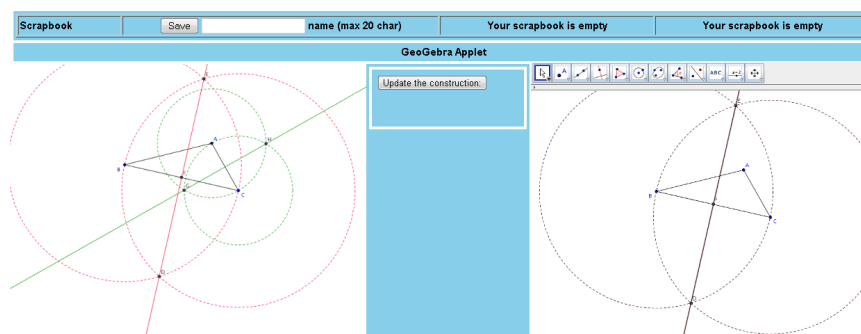 Scrapbook Save name (max 20 char) Your scrapbook is empty Your scrapbook is empty
GeoGebra Applet
Update the construction:
A
ABC
a=2
E
A
H
B
C
D
A
B
C